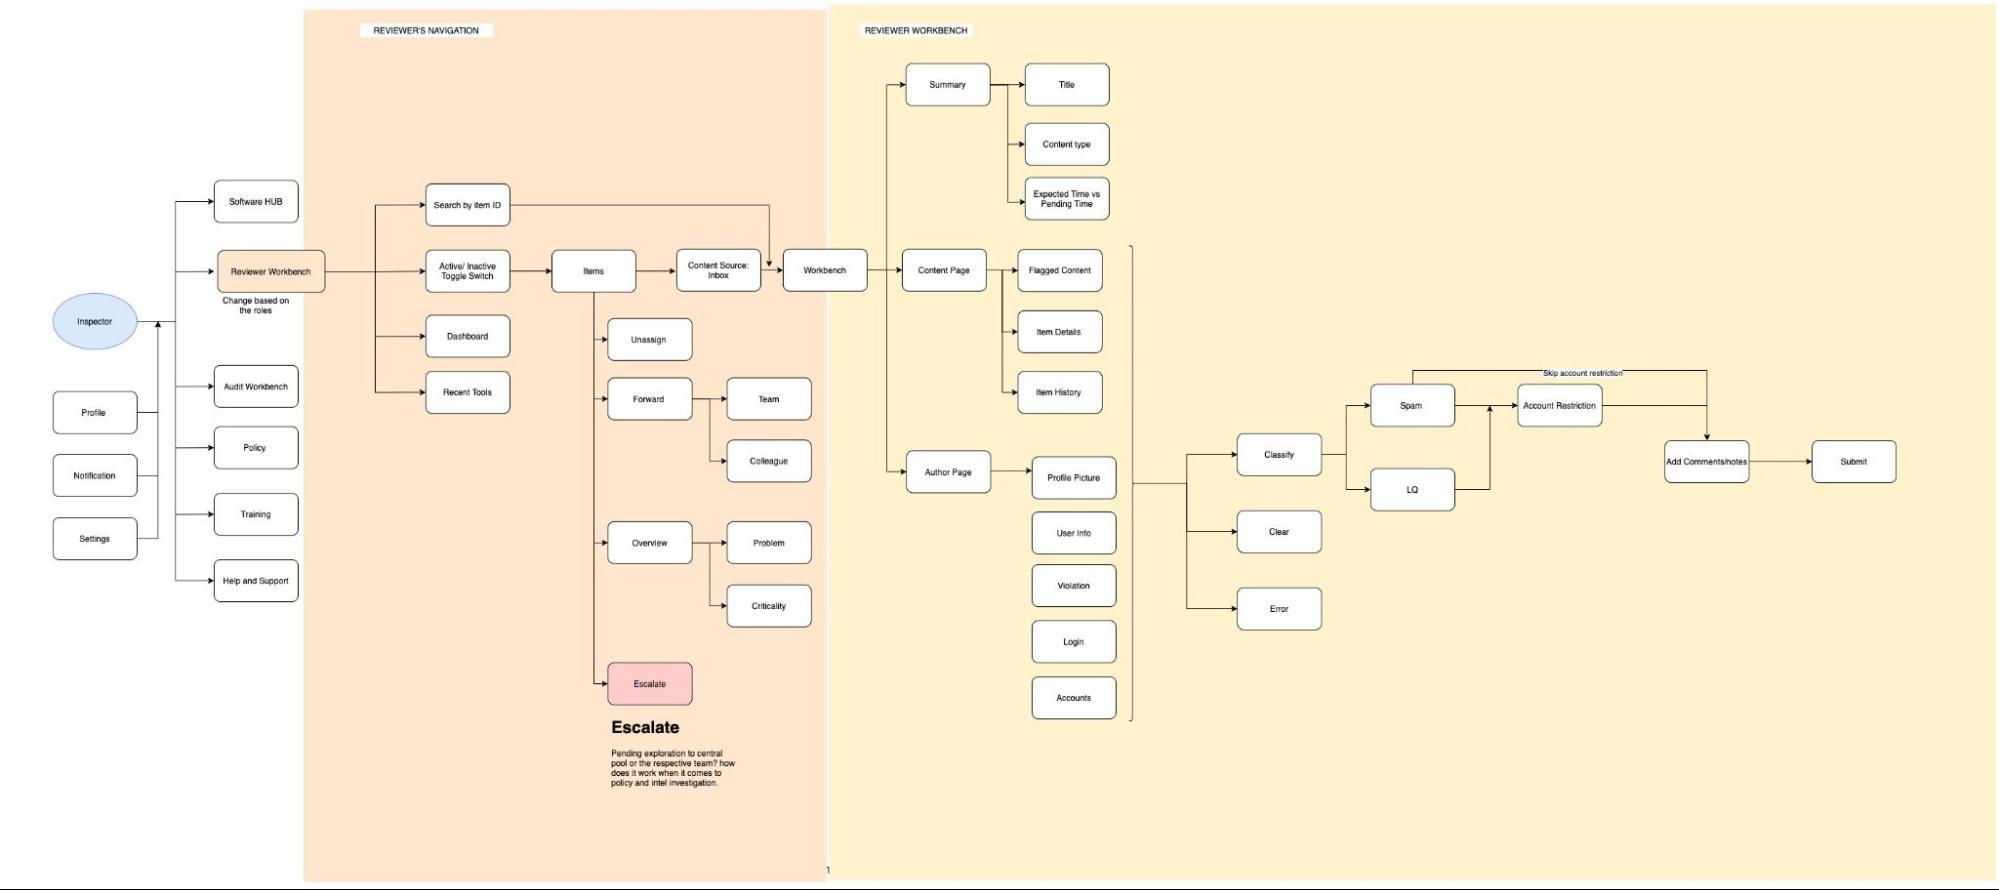 REVIEWER'S NAVIGATION
REVIEWER WORKBENCH
Inspector
Profile
Notification
Settings
Software HUB
Reviewer Workbench
Change based on
the roles
Audit Workbench
Policy
Training
Help and Support
Search by item ID
Active/ Inactive
Toggle Switch
Dashboard
Recent Tools
Items
Content Source:
Inbox
Unassign
Forward
Team
Colleague
Overview
Problem
Criticality
Escalate
Escalate
Pending exploration to central
pool or the respective team? how
does it work when it comes to
policy and intel investigation.
Workbench
Summary
Title
Content type
Expected Time vs
Pending Time
Content Page
Flagged Content
Item Details
Item History
Author Page
Profile Picture
User Info
Violation
Login
Accounts
Classify
Clear
Error
Spam
LQ
Skip account restriction
Account Restriction
Add Comments/notes
Submit